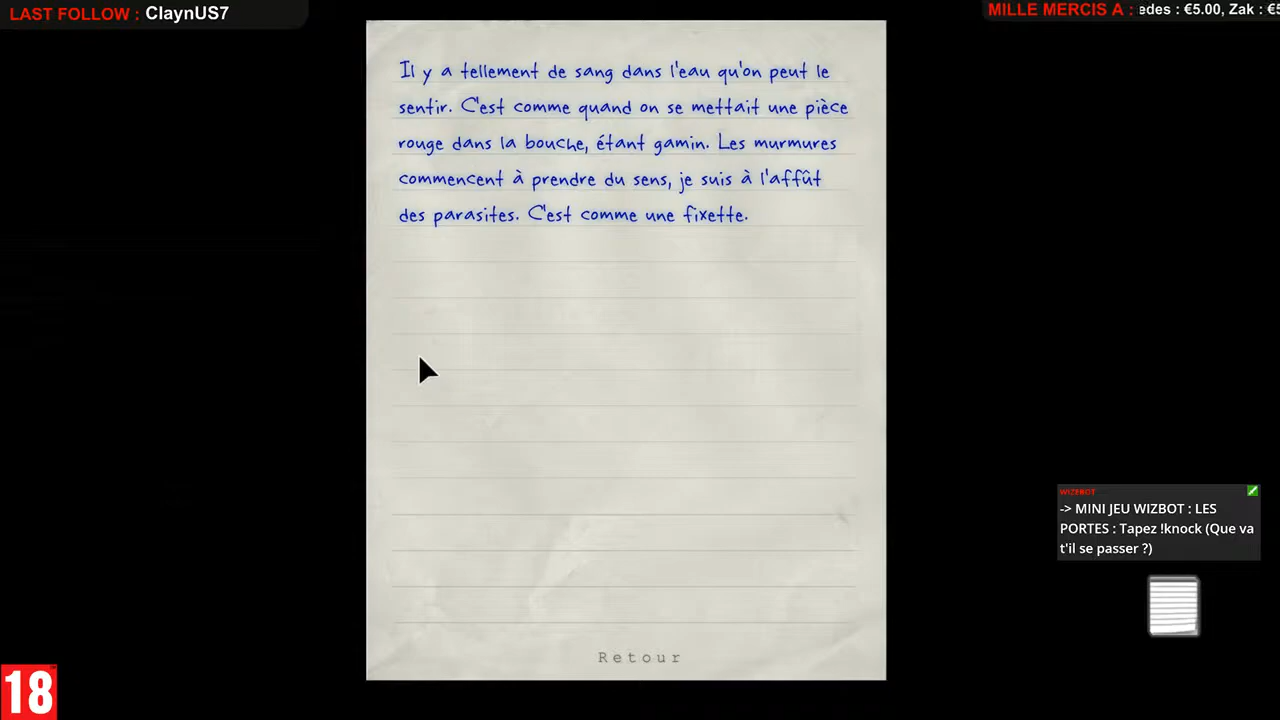 LAST FOLLOW : ClaynUS7
MILLE MERCIS A : edes : €5.00, Zak : €5
Il y a tellement de sang dans l'eau qu'on peut le
sentir. C'est comme quand on se mettait une pièce
rouge dans la bouche, étant gamin. Les murmures
commencent à prendre du sens, je suis à l'affût
des parasites. C'est comme une fixette.
WIZEBOT
-> MINI JEU WIZBOT : LES
PORTES : Tapez !knock (Que va
t'il se passer ?)
Retour
18